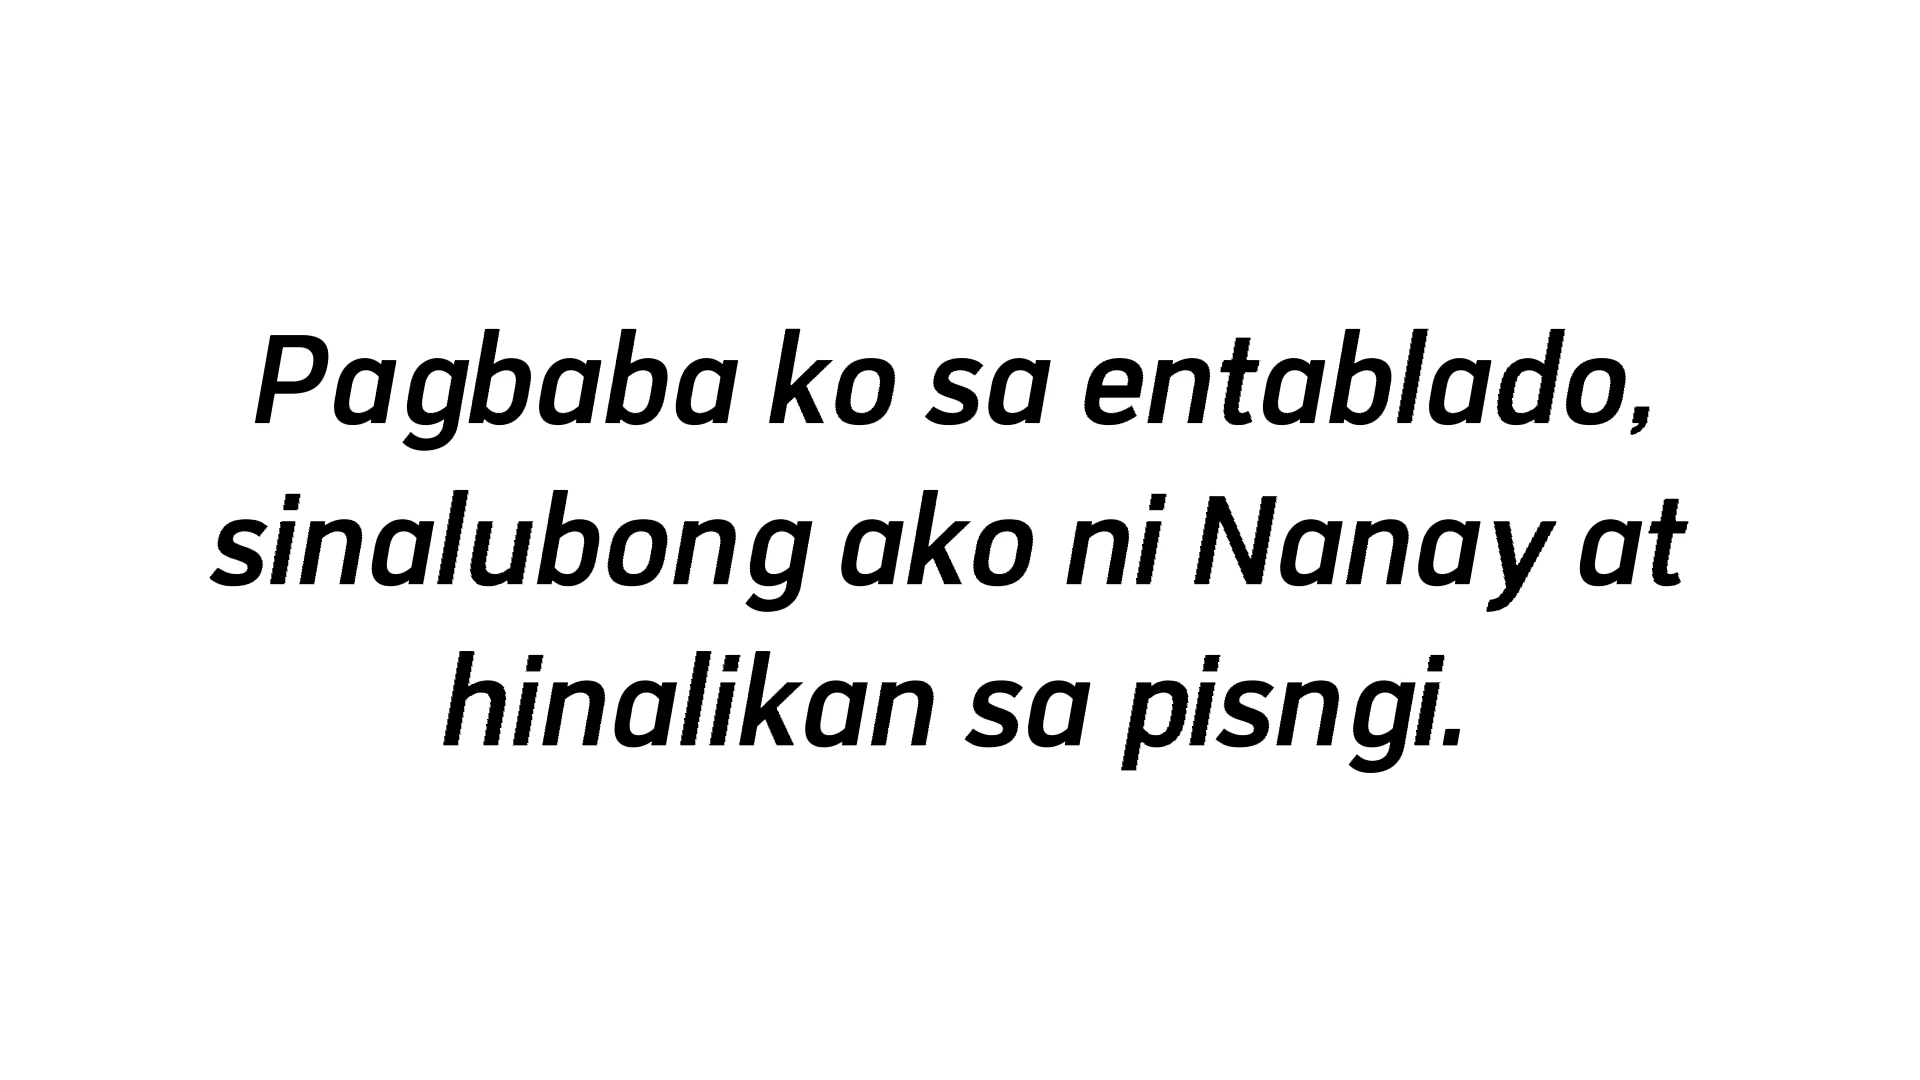 Pagbaba ko sa entablado,
sinalubong ako ni Nanay at
hinalikan sa pisngi.